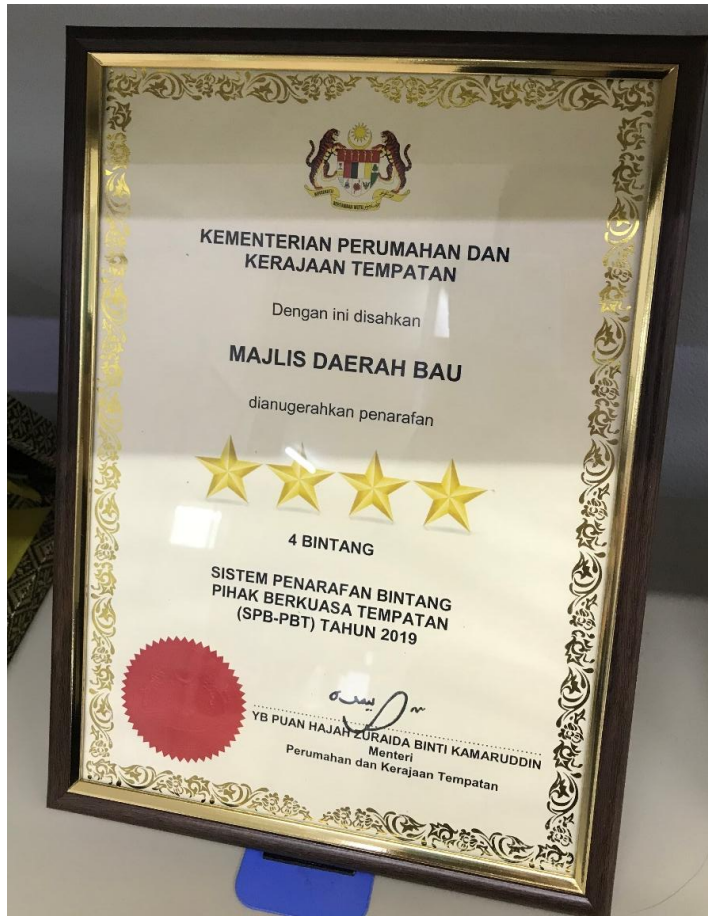 KEMENTERIAN PERUMAHAN DAN
KERAJAAN TEMPATAN
Dengan ini disahkan
MAJLIS DAERAH BAU
dianugerahkan penarafan
4 BINTANG
SISTEM PENARAFAN BINTANG
PIHAK BERKUASA TEMPATAN
(SPB-PBT) TAHUN 2019
YB PUAN HAJAH ZURAIDA BINTI KAMARUDDIN
Menteri
Perumahan dan Kerajaan Tempatan